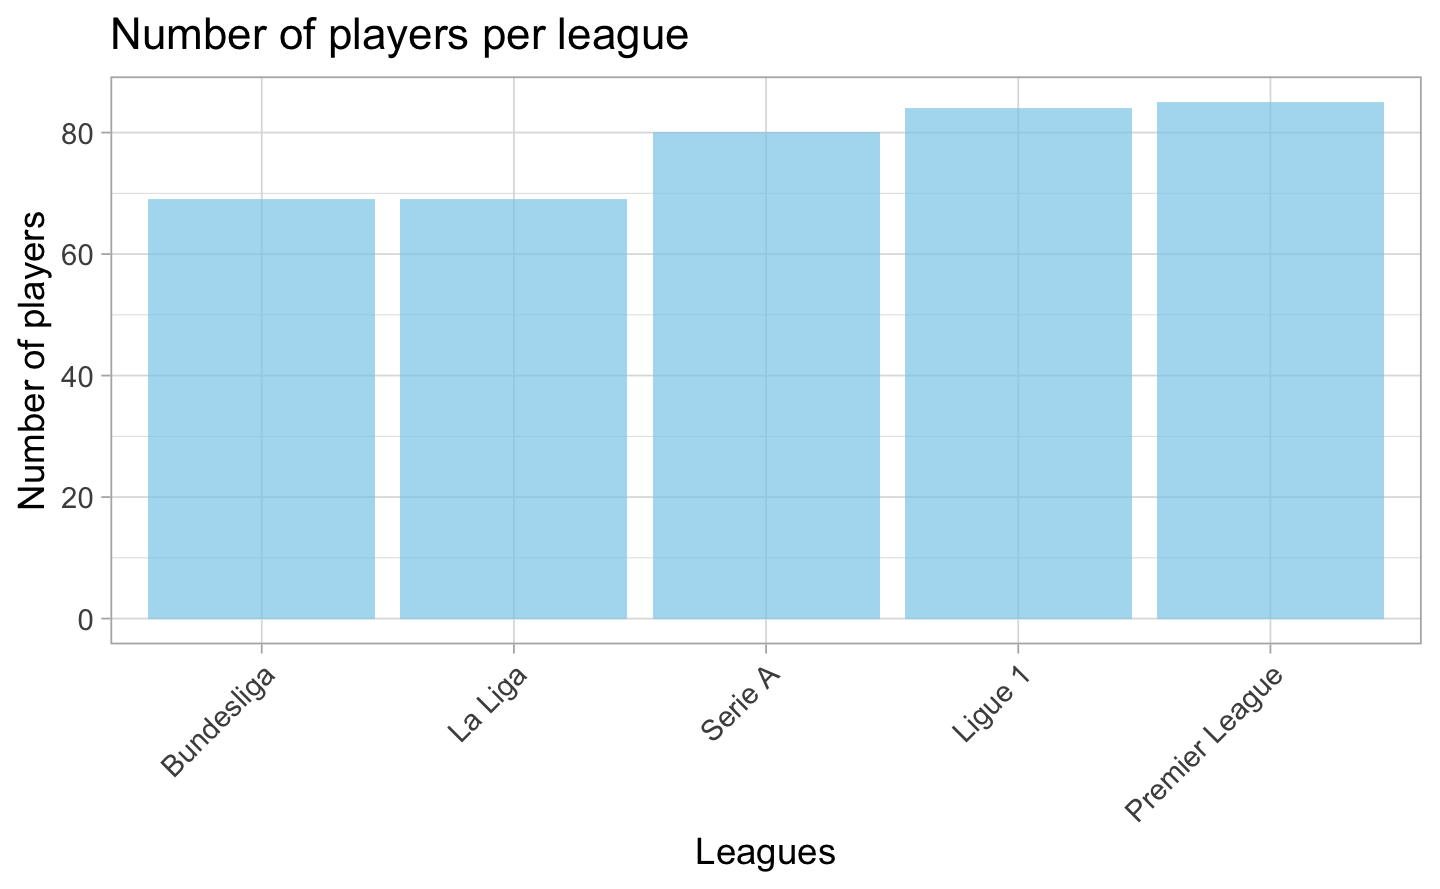 Number of players per league
Number of players
80
60
40
20
0
Bundesliga
La Liga
Serie A
Ligue 1
Premier League
Leagues